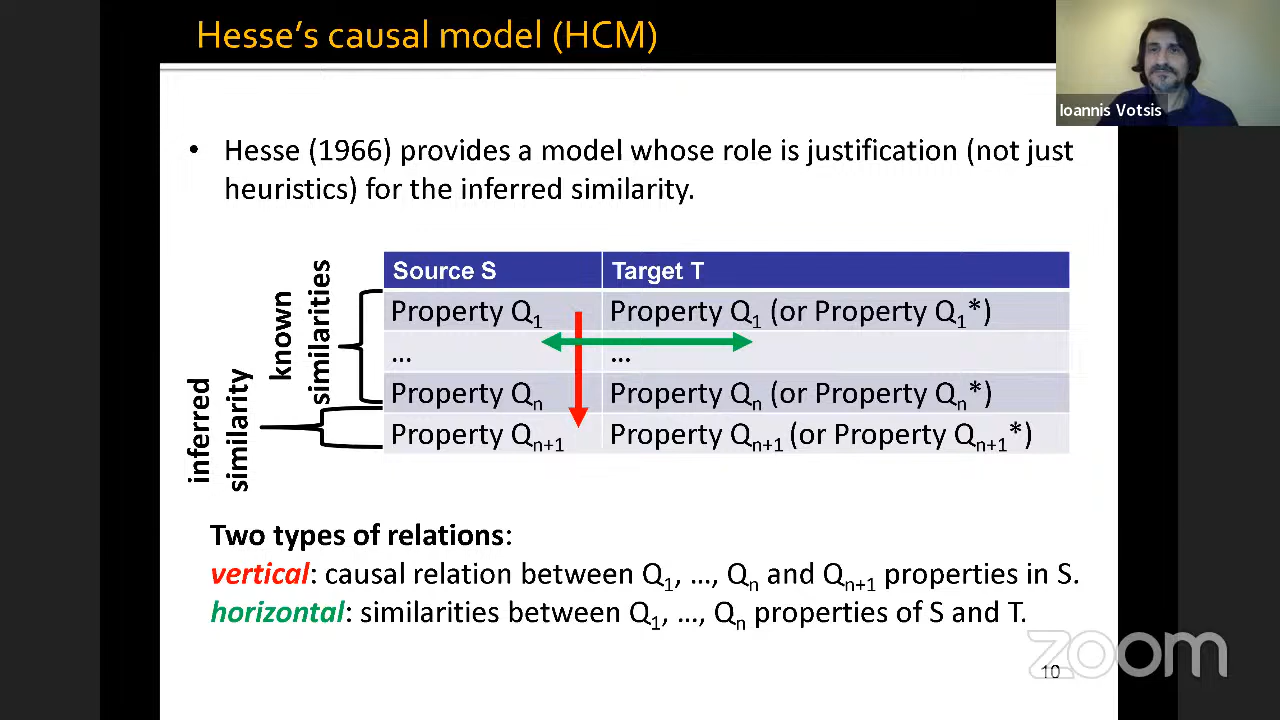 Hesse's causal model (HCM)
Ioannis Votsis
• Hesse (1966) provides a model whose role is justification (not just
heuristics) for the inferred similarity.
known
similarities
inferred
similarity
Source S Target T
Property Q1 Property Q1 (or Property Q1*)
... ...
Property Qn Property Qn (or Property Qn*)
Property Qn+1 Property Qn+1 (or Property Qn+1*)
Two types of relations:
vertical: causal relation between Q1, ..., Qn and Qn+1 properties in S.
horizontal: similarities between Q1, ..., Qn properties of S and T.
zoom
10